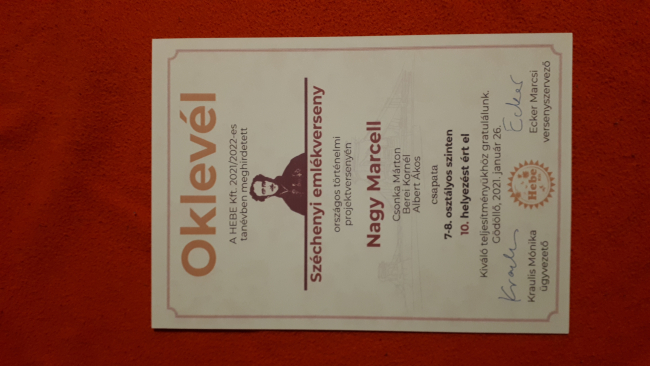 Oklevél
A HEBE Kft. 2021/2022-es
tanévben meghirdetett
Széchenyi emlékverseny
országos történelmi
projektversenyén
Nagy Marcell
Csonka Márton
Berei Kornél
Albert Ákos
csapata
7-8. osztályos szinten
10. helyezést ért el
Kiváló teljesítményükhöz gratulálunk.
Gödöllő, 2021. január 26.
Hebe
Ecker
Kraulis Mónika
ügyvezető
Ecker Marcsi
versenyszervező